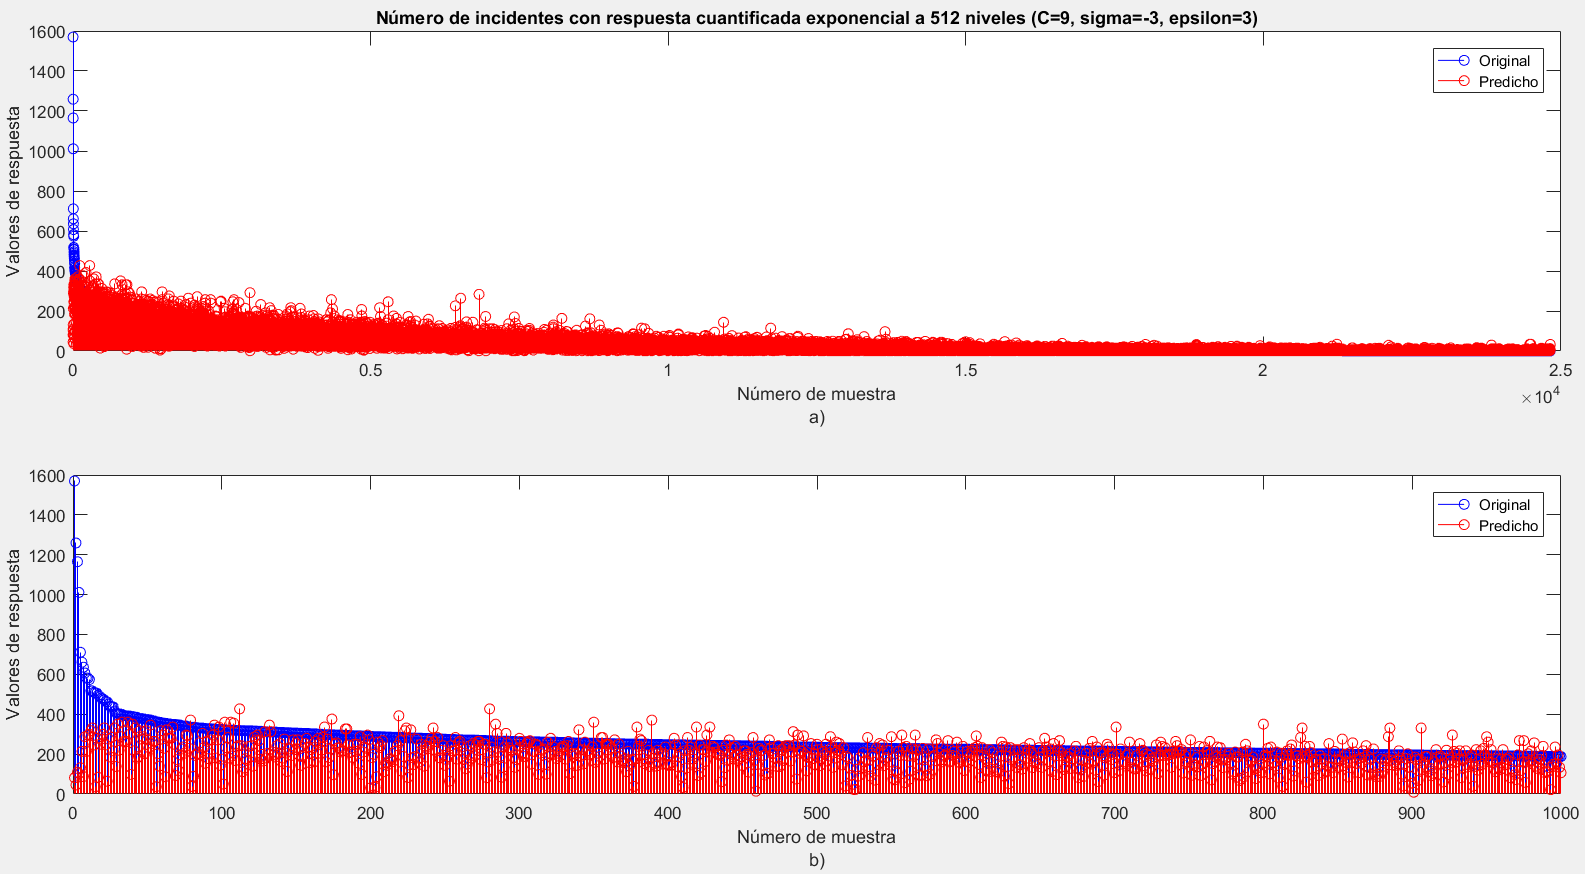 Número de incidentes con respuesta cuantificada exponencial a 512 niveles (C=9, sigma=-3, epsilon=3)
1600
1400
1200
1000
800
600
400
200
0
Valores de respuesta
Original
Predicho
0 0.5 1 1.5 2 2.5
×10^4
Número de muestra
a)
1600
1400
1200
1000
800
600
400
200
0
Valores de respuesta
Original
Predicho
0 100 200 300 400 500 600 700 800 900 1000
Número de muestra
b)